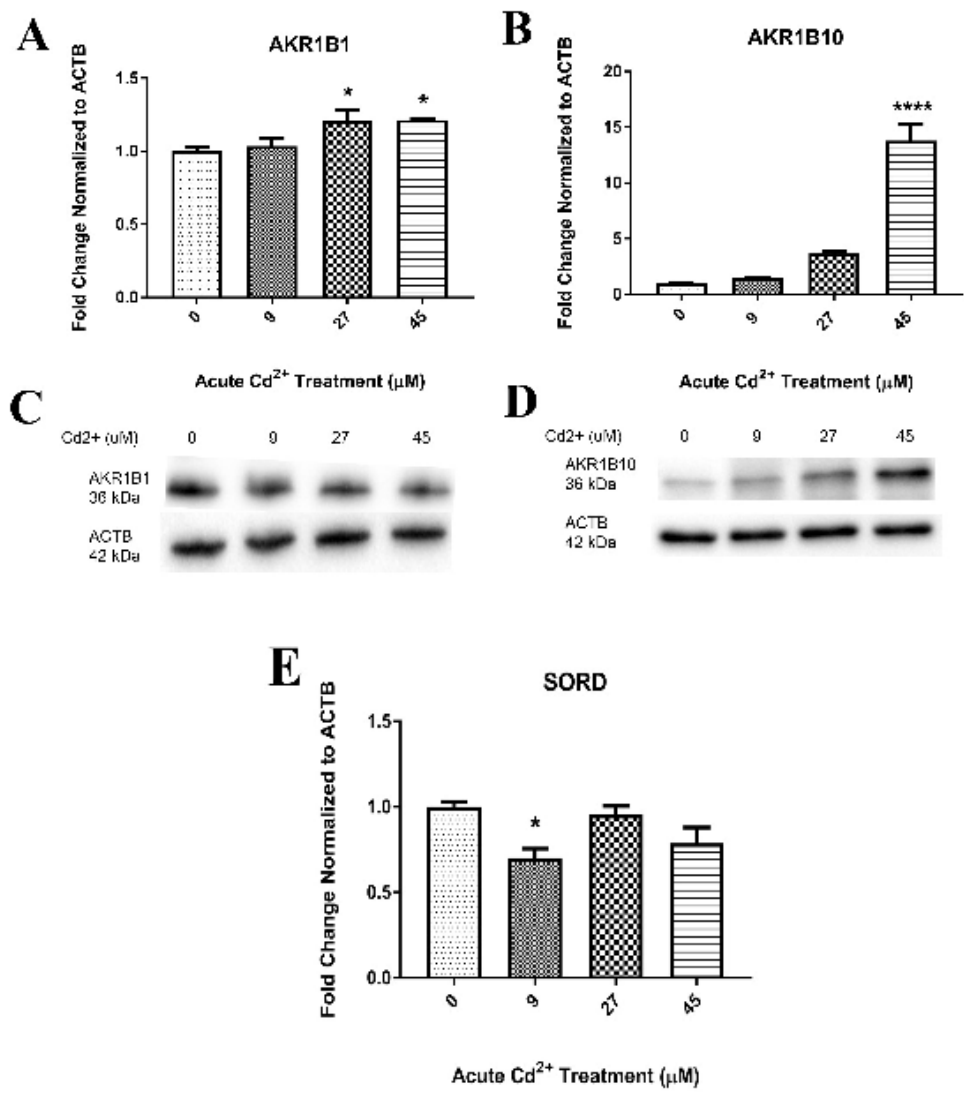 A
AKR1B1
Fold Change Normalized to ACTB
1.5
1.0
0.5
0.0
*
*
0
9
27
45
Acute Cd²⁺ Treatment (μM)
B
AKR1B10
Fold Change Normalized to ACTB
20
15
10
5
0
****
0
9
27
45
Acute Cd²⁺ Treatment (μM)
C
Cd2+ (uM) 0 9 27 45
AKR1B1
36 kDa
ACTB
42 kDa
D
Cd2+ (uM) 0 9 27 45
AKR1B10
36 kDa
ACTB
42 kDa
E
SORD
Fold Change Normalized to ACTB
1.5
1.0
0.5
0.0
*
0
9
27
45
Acute Cd²⁺ Treatment (μM)